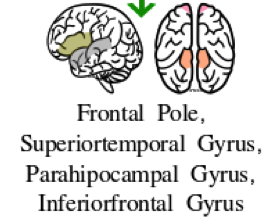 Frontal Pole,
Superiortemporal Gyrus,
Parahipocampal Gyrus,
Inferiorfrontal Gyrus